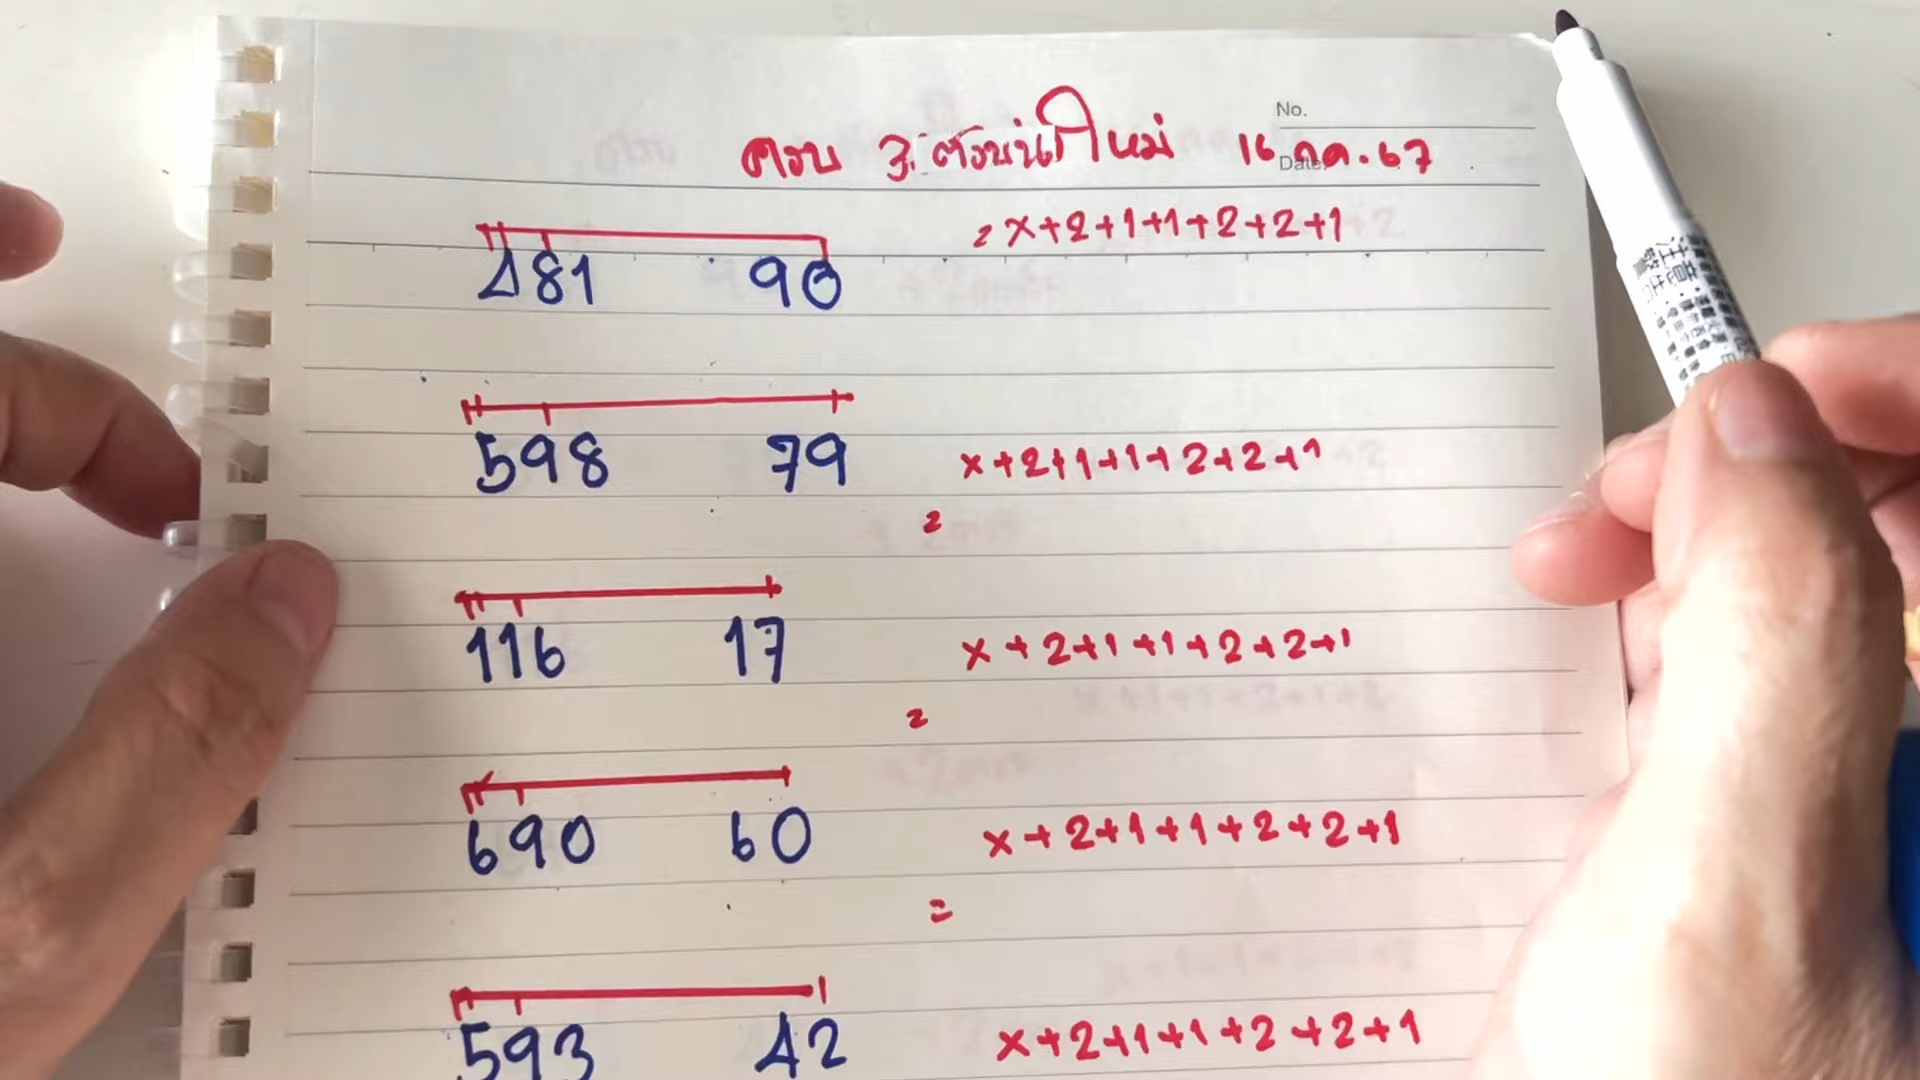 No.
ครบ 3 ตัวบนใหม่ 16 กค.67
Date
481 90 = x+2+1+1+2+2+1
598 79 x+2+1+1+2+2+1
=
116 17 x+2+1+1+2+2+1
=
690 60 x+2+1+1+2+2+1
=
593 42 x+2+1+1+2+2+1